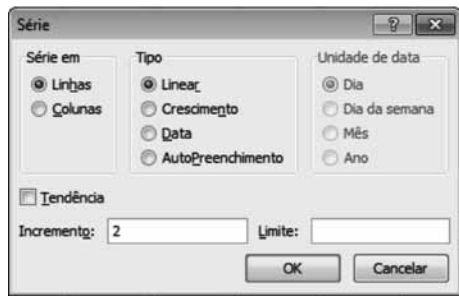 Série
Série em
Linhas
Colunas
Tipo
Linear
Crescimento
Data
AutoPreenchimento
Unidade de data
Dia
Dia da semana
Mês
Ano
Tendência
Incremento: 2 Limite:
OK Cancelar